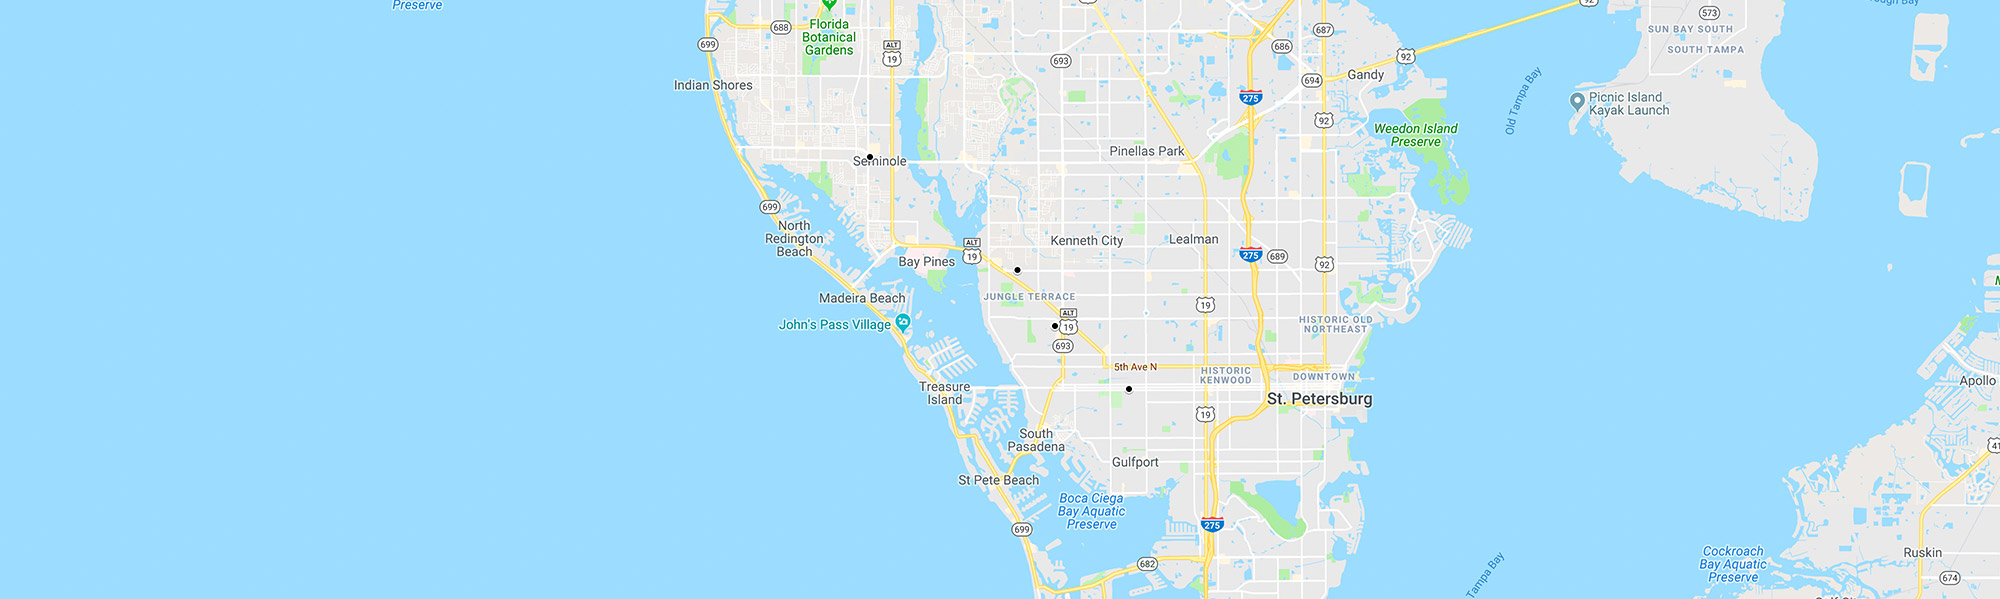 Preserve
rough Bay
92
573
688
Florida
Botanical
Gardens
699
ALT
19
693
686
687
SUN BAY SOUTH
SOUTH TAMPA
92
694
Gandy
Indian Shores
275
Picnic Island
Kayak Launch
Old Tampa Bay
92
Weedon Island
Preserve
Pinellas Park
Seminole
699
North
Redington
Beach
Kenneth City
Lealman
ALT
19
Bay Pines
275
689
92
JUNGLE TERRACE
Madeira Beach
19
John's Pass Village
ALT
19
HISTORIC OLD
NORTHEAST
693
5th Ave N
HISTORIC
KENWOOD
DOWNTOWN
Apollo
Treasure
Island
St. Petersburg
19
South
Pasadena
41
Gulfport
St Pete Beach
Boca Ciega
Bay Aquatic
Preserve
699
275
682
Tampa Bay
Cockroach
Bay Aquatic
Preserve
Ruskin
674